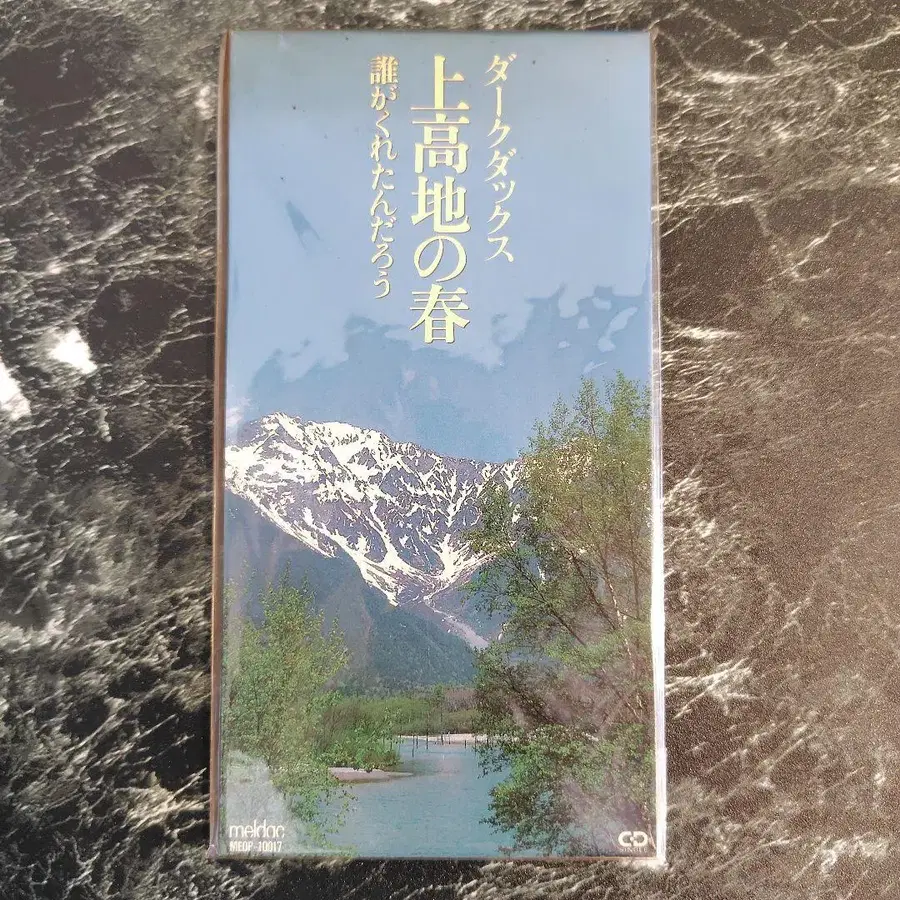 ダークダックス
上高地の春
誰がくれたんだろう
meldac
MEDP-10017
CD